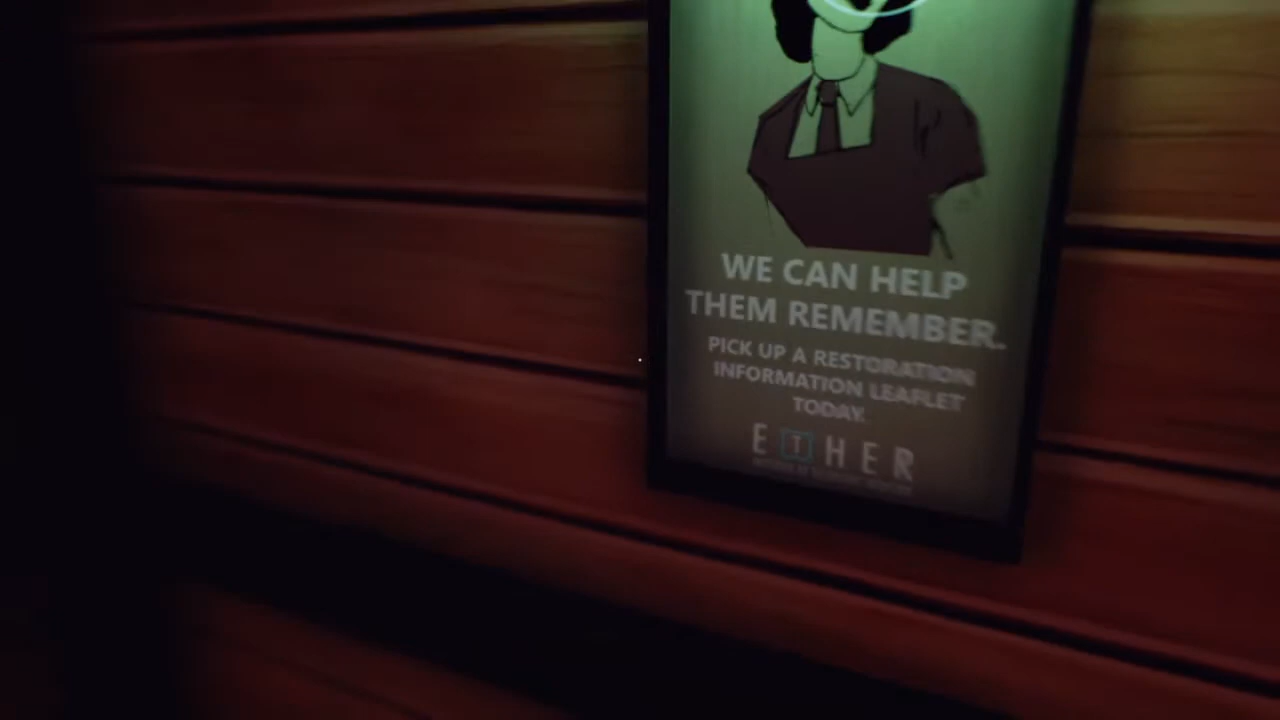 WE CAN HELP
THEM REMEMBER.
PICK UP A RESTORATION
INFORMATION LEAFLET
TODAY.
ETHER